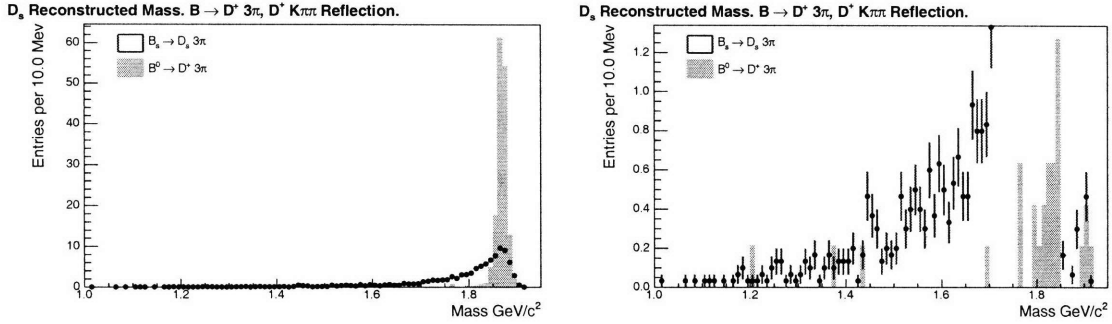 D_s Reconstructed Mass. B → D⁺ 3π, D⁺ Kππ Reflection.
Entries per 10.0 Mev
60
50
40
30
20
10
0
B_s → D_s 3π
B⁰ → D⁺ 3π
1.0 1.2 1.4 1.6 1.8
Mass GeV/c²
D_s Reconstructed Mass. B → D⁺ 3π, D⁺ Kππ Reflection.
Entries per 10.0 Mev
1.2
1.0
0.8
0.6
0.4
0.2
0.0
B_s → D_s 3π
B⁰ → D⁺ 3π
1.0 1.2 1.4 1.6 1.8
Mass GeV/c²